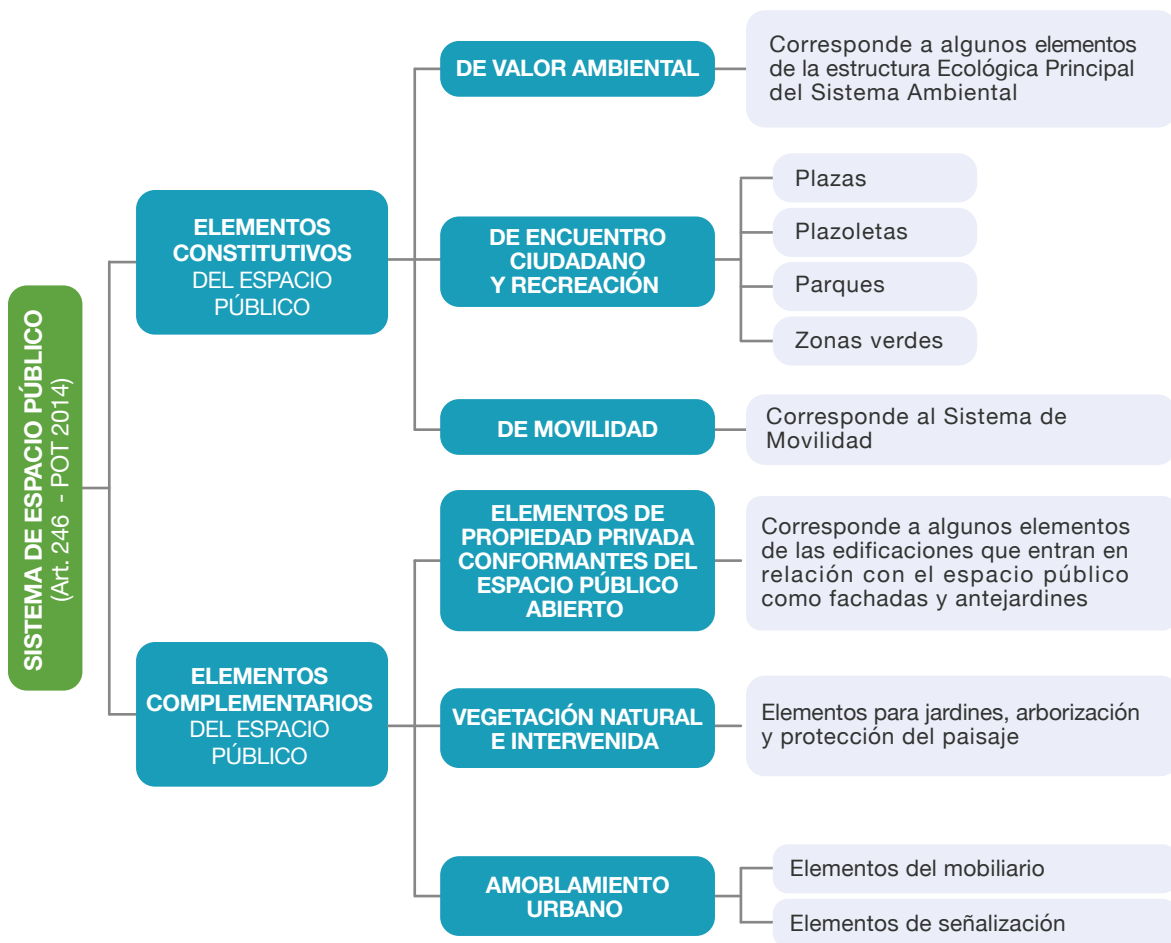 SISTEMA DE ESPACIO PÚBLICO
(Art. 246 - POT 2014)
ELEMENTOS
CONSTITUTIVOS
DEL ESPACIO
PÚBLICO
DE VALOR AMBIENTAL
Corresponde a algunos elementos
de la estructura Ecológica Principal
del Sistema Ambiental
DE ENCUENTRO
CIUDADANO
Y RECREACIÓN
Plazas
Plazoletas
Parques
Zonas verdes
DE MOVILIDAD
Corresponde al Sistema de
Movilidad
ELEMENTOS
COMPLEMENTARIOS
DEL ESPACIO
PÚBLICO
ELEMENTOS DE
PROPIEDAD PRIVADA
CONFORMANTES DEL
ESPACIO PÚBLICO
ABIERTO
Corresponde a algunos elementos
de las edificaciones que entran en
relación con el espacio público
como fachadas y antejardines
VEGETACIÓN NATURAL
E INTERVENIDA
Elementos para jardines, arborización
y protección del paisaje
AMOBLAMIENTO
URBANO
Elementos del mobiliario
Elementos de señalización